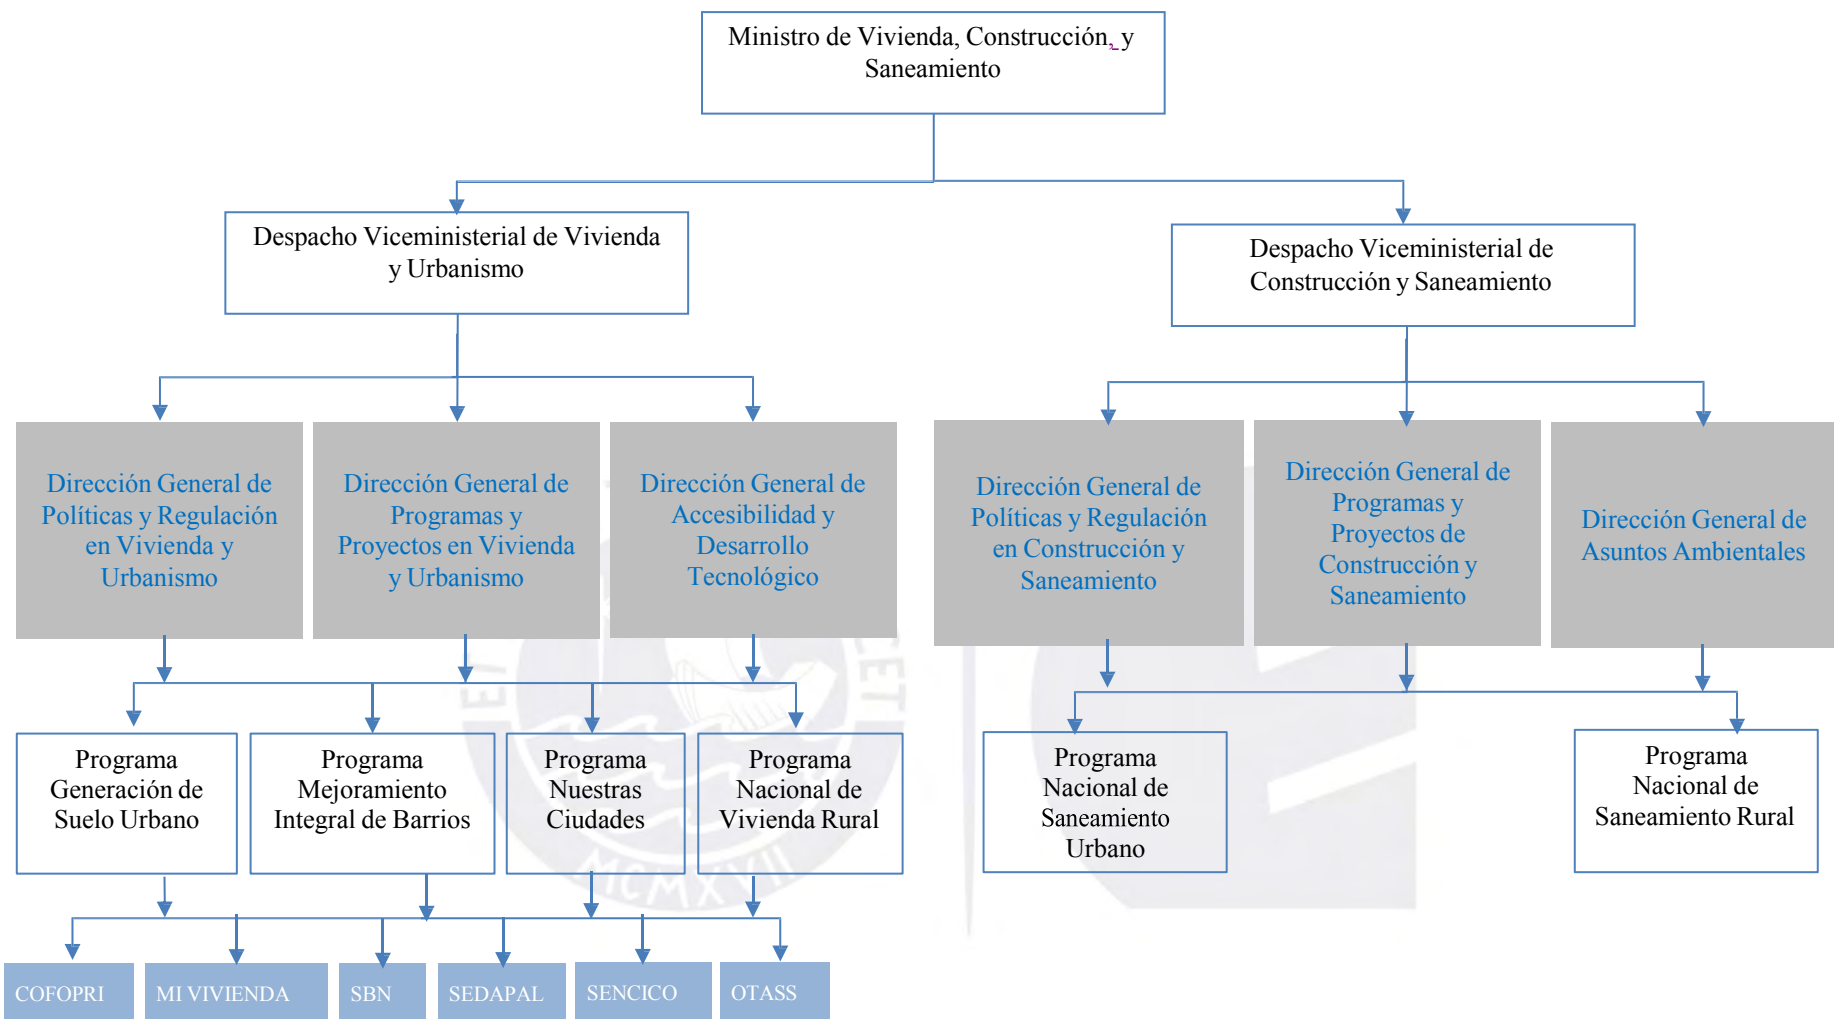 Ministro de Vivienda, Construcción, y
Saneamiento
Despacho Viceministerial de Vivienda
y Urbanismo
Despacho Viceministerial de
Construcción y Saneamiento
Dirección General de
Políticas y Regulación
en Vivienda y
Urbanismo
Dirección General de
Programas y
Proyectos en Vivienda
y Urbanismo
Dirección General de
Accesibilidad y
Desarrollo
Tecnológico
Dirección General de
Políticas y Regulación
en Construcción y
Saneamiento
Dirección General de
Programas y
Proyectos de
Construcción y
Saneamiento
Dirección General de
Asuntos Ambientales
Programa
Generación de
Suelo Urbano
Programa
Mejoramiento
Integral de Barrios
Programa
Nuestras
Ciudades
Programa
Nacional de
Vivienda Rural
Programa
Nacional de
Saneamiento
Urbano
Programa
Nacional de
Saneamiento Rural
MCMXVII
COFOPRI
MI VIVIENDA
SBN
SEDAPAL
SENCICO
OTASS